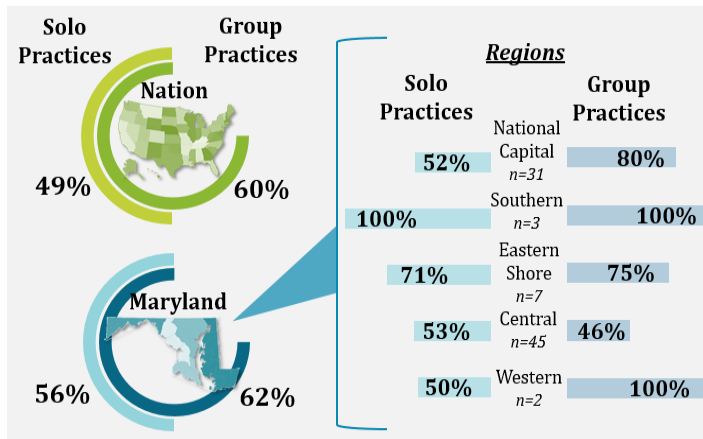 Solo
Practices
Group
Practices
Nation
49%
60%
Maryland
56%
62%
Regions
Solo
Practices
Group
Practices
National
Capital
n=31
52%
80%
Southern
n=3
100%
100%
Eastern
Shore
n=7
71%
75%
Central
n=45
53%
46%
Western
n=2
50%
100%